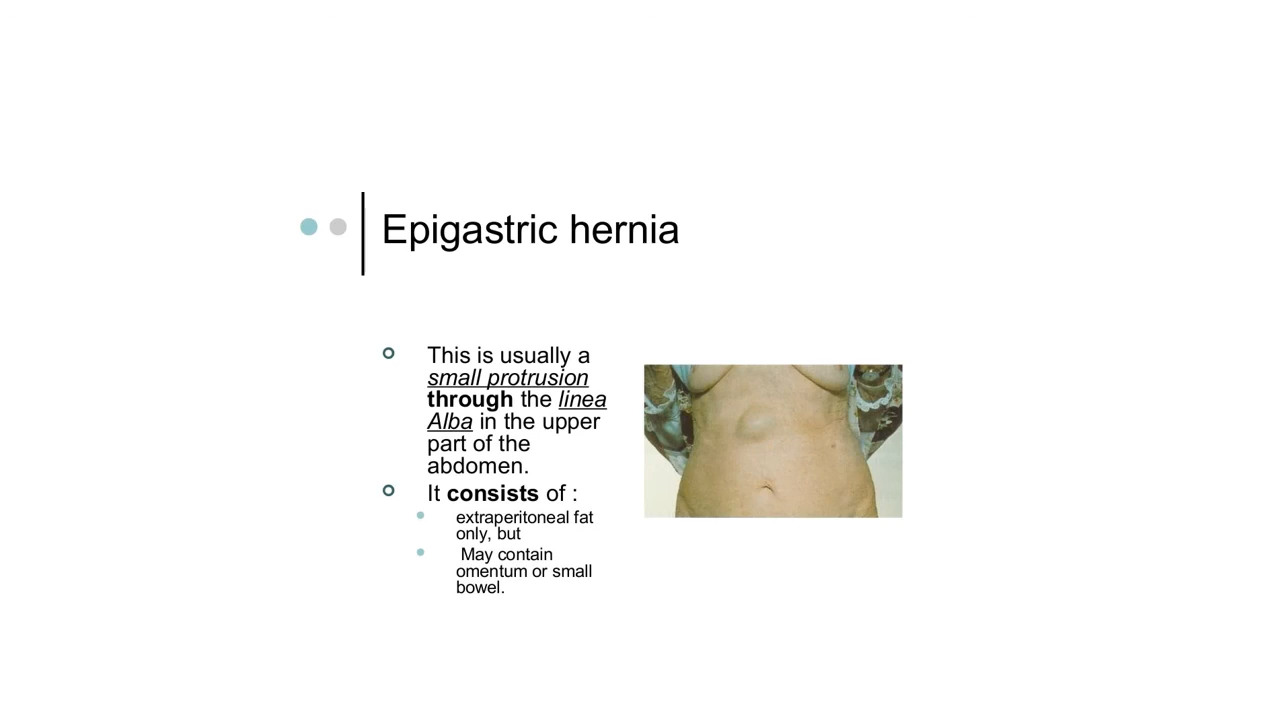 Epigastric hernia
This is usually a
small protrusion
through the linea
Alba in the upper
part of the
abdomen.
It consists of :
extraperitoneal fat
only, but
May contain
omentum or small
bowel.